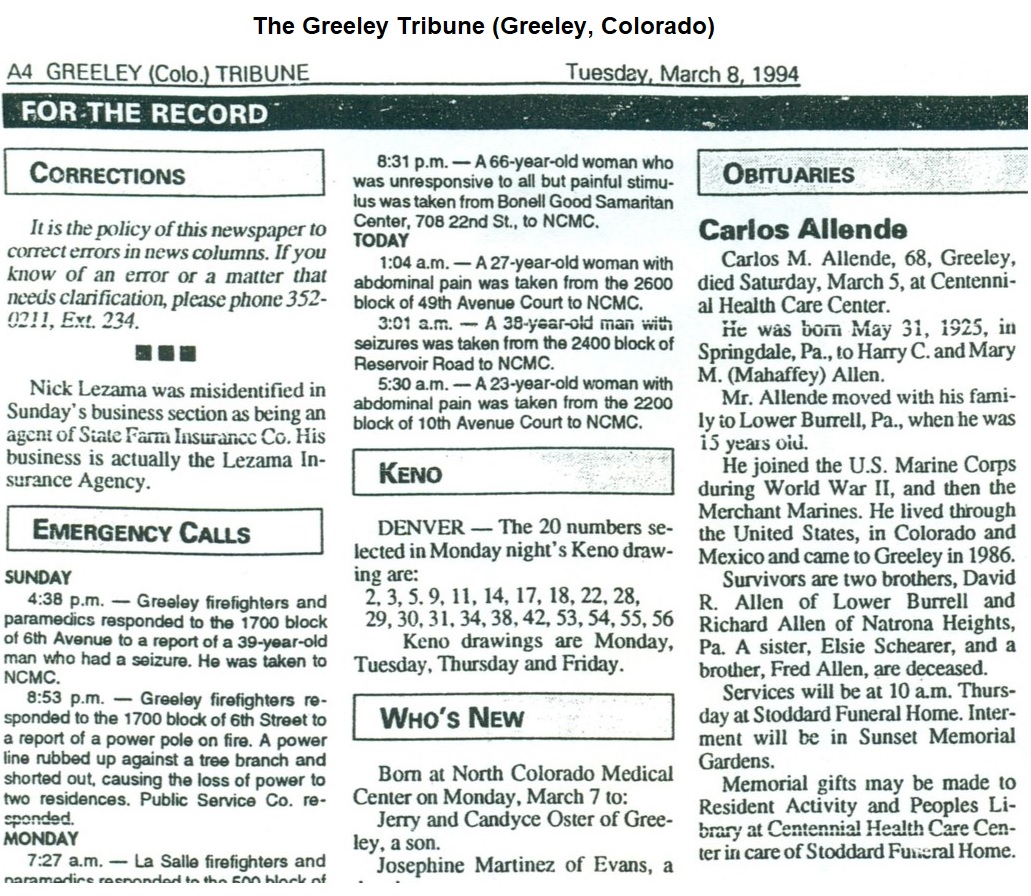 The Greeley Tribune (Greeley, Colorado)
A4 GREELEY (Colo.) TRIBUNE
Tuesday, March 8, 1994
FOR THE RECORD
CORRECTIONS
It is the policy of this newspaper to
correct errors in news columns. If you
know of an error or a matter that
needs clarification, please phone 352-
0211, Ext. 234.
■ ■ ■
Nick Lezama was misidentified in
Sunday's business section as being an
agent of State Farm Insurance Co. His
business is actually the Lezama In-
surance Agency.
EMERGENCY CALLS
SUNDAY
4:38 p.m. — Greeley firefighters and
paramedics responded to the 1700 block
of 6th Avenue to a report of a 39-year-old
man who had a seizure. He was taken to
NCMC.
8:53 p.m. — Greeley firefighters re-
sponded to the 1700 block of 6th Street to
a report of a power pole on fire. A power
line rubbed up against a tree branch and
shorted out, causing the loss of power to
two residences. Public Service Co. re-
sponded.
MONDAY
7:27 a.m. — La Salle firefighters and
paramedics responded to the 500 block of
8:31 p.m. — A 66-year-old woman who
was unresponsive to all but painful stimu-
lus was taken from Bonell Good Samaritan
Center, 708 22nd St., to NCMC.
TODAY
1:04 a.m. — A 27-year-old woman with
abdominal pain was taken from the 2600
block of 49th Avenue Court to NCMC.
3:01 a.m. — A 38-year-old man with
seizures was taken from the 2400 block of
Reservoir Road to NCMC.
5:30 a.m. — A 23-year-old woman with
abdominal pain was taken from the 2200
block of 10th Avenue Court to NCMC.
KENO
DENVER — The 20 numbers se-
lected in Monday night's Keno draw-
ing are:
2, 3, 5, 9, 11, 14, 17, 18, 22, 28,
29, 30, 31, 34, 38, 42, 53, 54, 55, 56
Keno drawings are Monday,
Tuesday, Thursday and Friday.
WHO'S NEW
Born at North Colorado Medical
Center on Monday, March 7 to:
Jerry and Candyce Oster of Gree-
ley, a son.
Josephine Martinez of Evans, a
OBITUARIES
Carlos Allende
Carlos M. Allende, 68, Greeley,
died Saturday, March 5, at Centenni-
al Health Care Center.
He was born May 31, 1925, in
Springdale, Pa., to Harry C. and Mary
M. (Mahaffey) Allen.
Mr. Allende moved with his fami-
ly to Lower Burrell, Pa., when he was
15 years old.
He joined the U.S. Marine Corps
during World War II, and then the
Merchant Marines. He lived through
the United States, in Colorado and
Mexico and came to Greeley in 1986.
Survivors are two brothers, David
R. Allen of Lower Burrell and
Richard Allen of Natrona Heights,
Pa. A sister, Elsie Schearer, and a
brother, Fred Allen, are deceased.
Services will be at 10 a.m. Thurs-
day at Stoddard Funeral Home. Inter-
ment will be in Sunset Memorial
Gardens.
Memorial gifts may be made to
Resident Activity and Peoples Li-
brary at Centennial Health Care Cen-
ter in care of Stoddard Funeral Home.